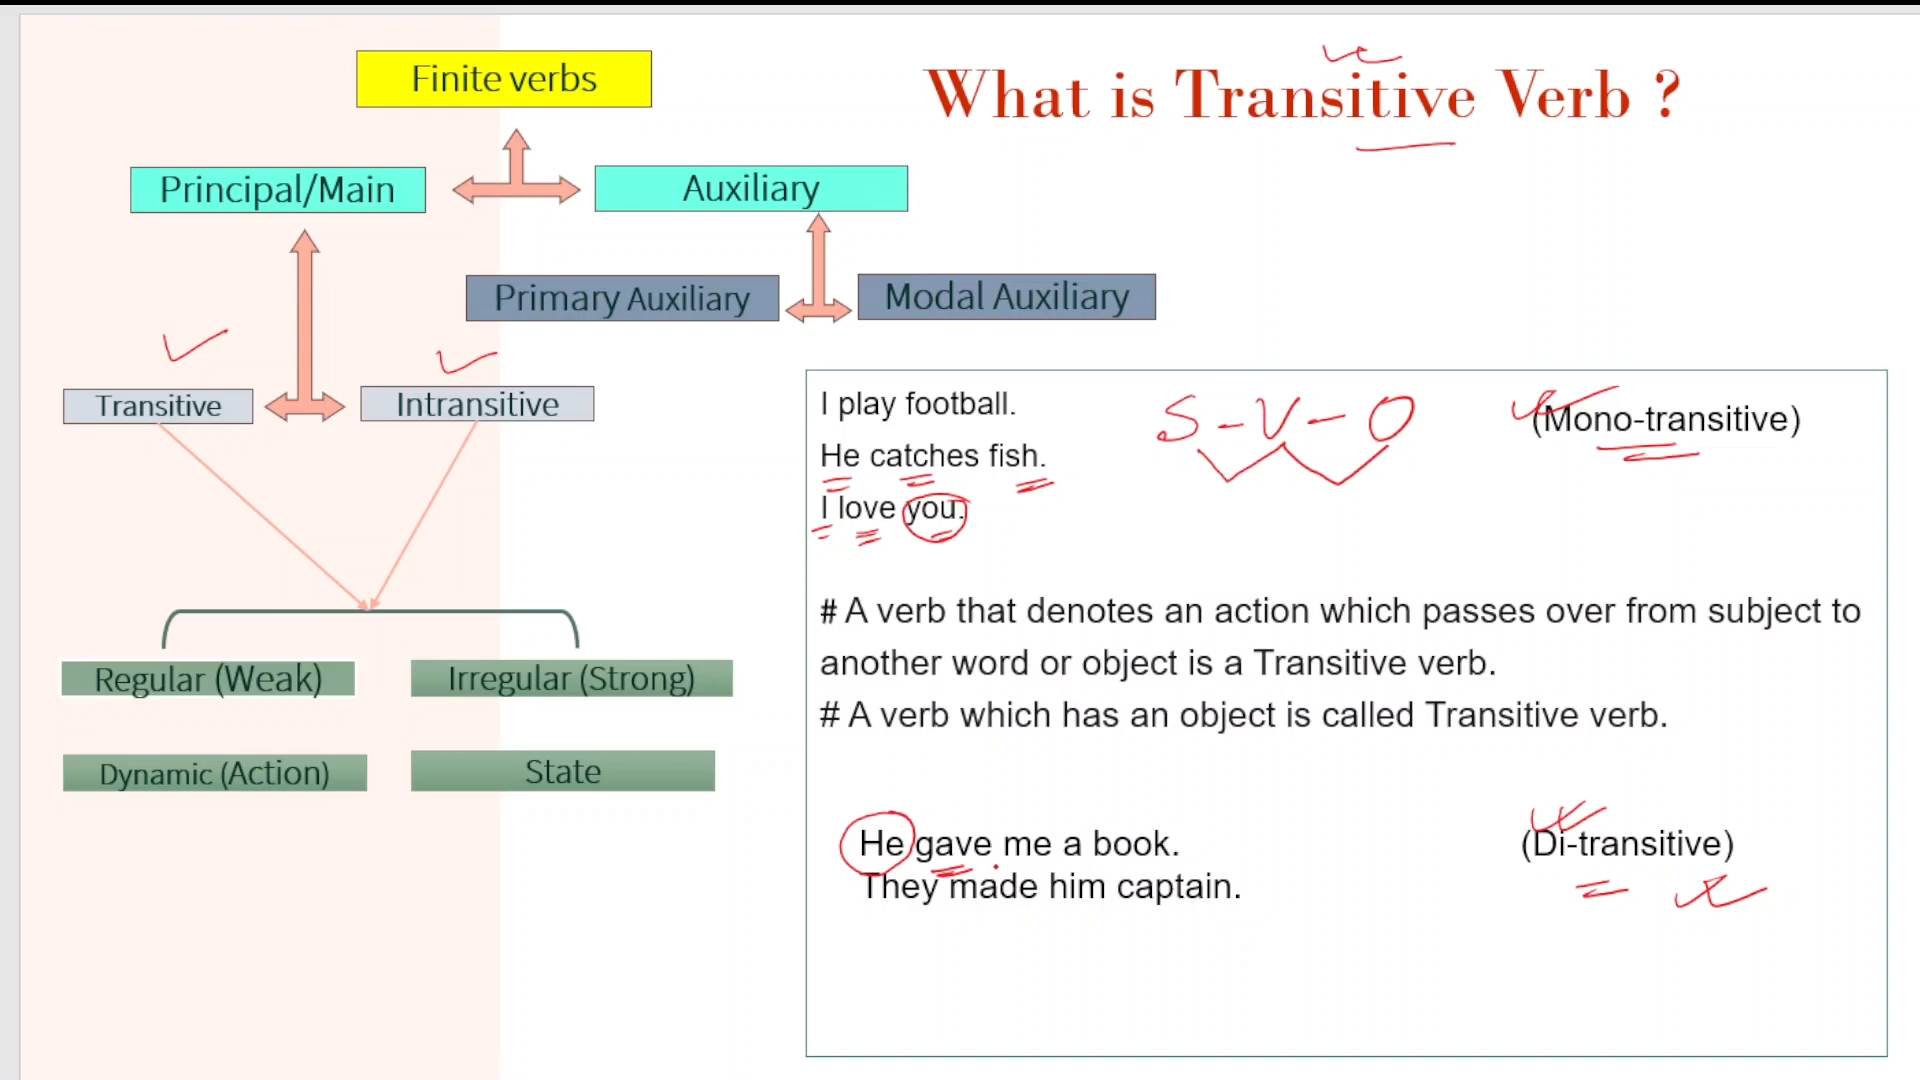 Finite verbs
What is Transitive Verb ?
Principal/Main
Auxiliary
Primary Auxiliary
Modal Auxiliary
Transitive
Intransitive
Regular (Weak)
Irregular (Strong)
Dynamic (Action)
State
I play football.
S - V - O
(Mono-transitive)
He catches fish.
I love you.
# A verb that denotes an action which passes over from subject to
another word or object is a Transitive verb.
# A verb which has an object is called Transitive verb.
He gave me a book.
(Di-transitive)
They made him captain.